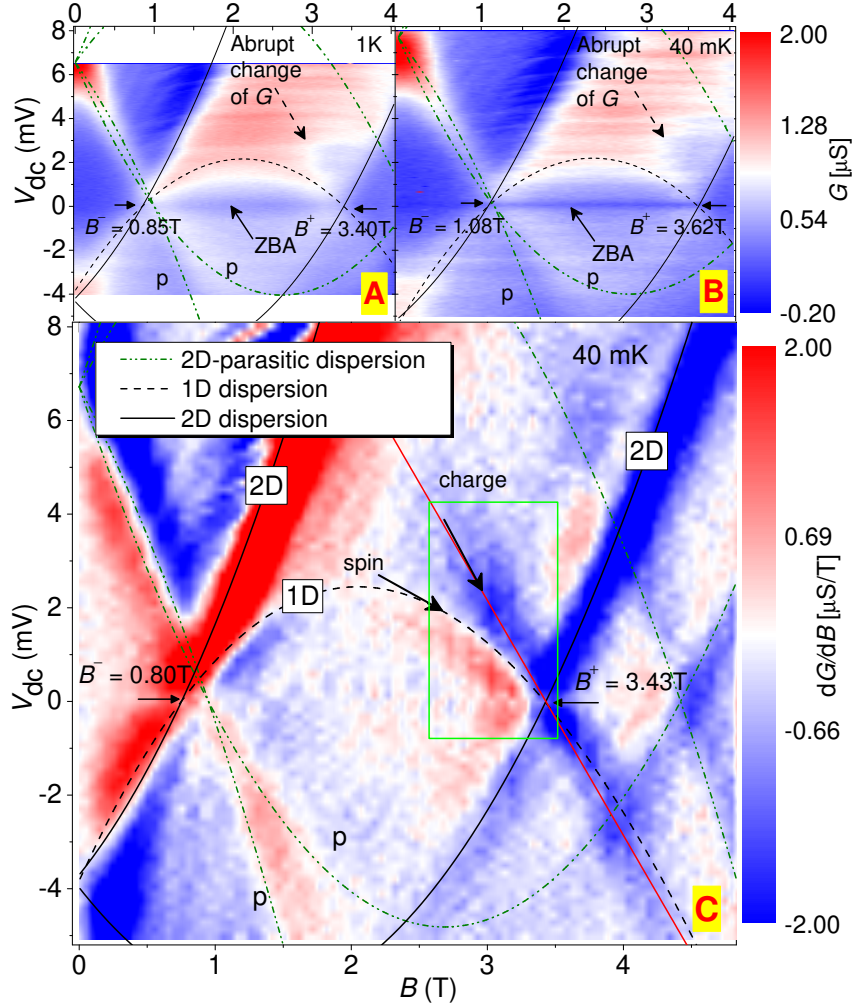 0 1 2 3 4 0 1 2 3 4
8
6
4
2
0
-2
-4
V_dc (mV)
Abrupt
change
of G
1K
B⁻ = 0.85T
B⁺ = 3.40T
ZBA
p
p
A
Abrupt
change
of G
40 mK
B⁻ = 1.08T
B⁺ = 3.62T
ZBA
p
p
B
2.00
1.28
0.54
-0.20
G [µS]
8
6
4
2
0
-2
-4
V_dc (mV)
2D-parasitic dispersion
1D dispersion
2D dispersion
40 mK
2D
2D
charge
spin
1D
B⁻ = 0.80T
B⁺ = 3.43T
p
p
C
0 1 2 3 4
B (T)
2.00
0.69
-0.66
-2.00
dG/dB [µS/T]